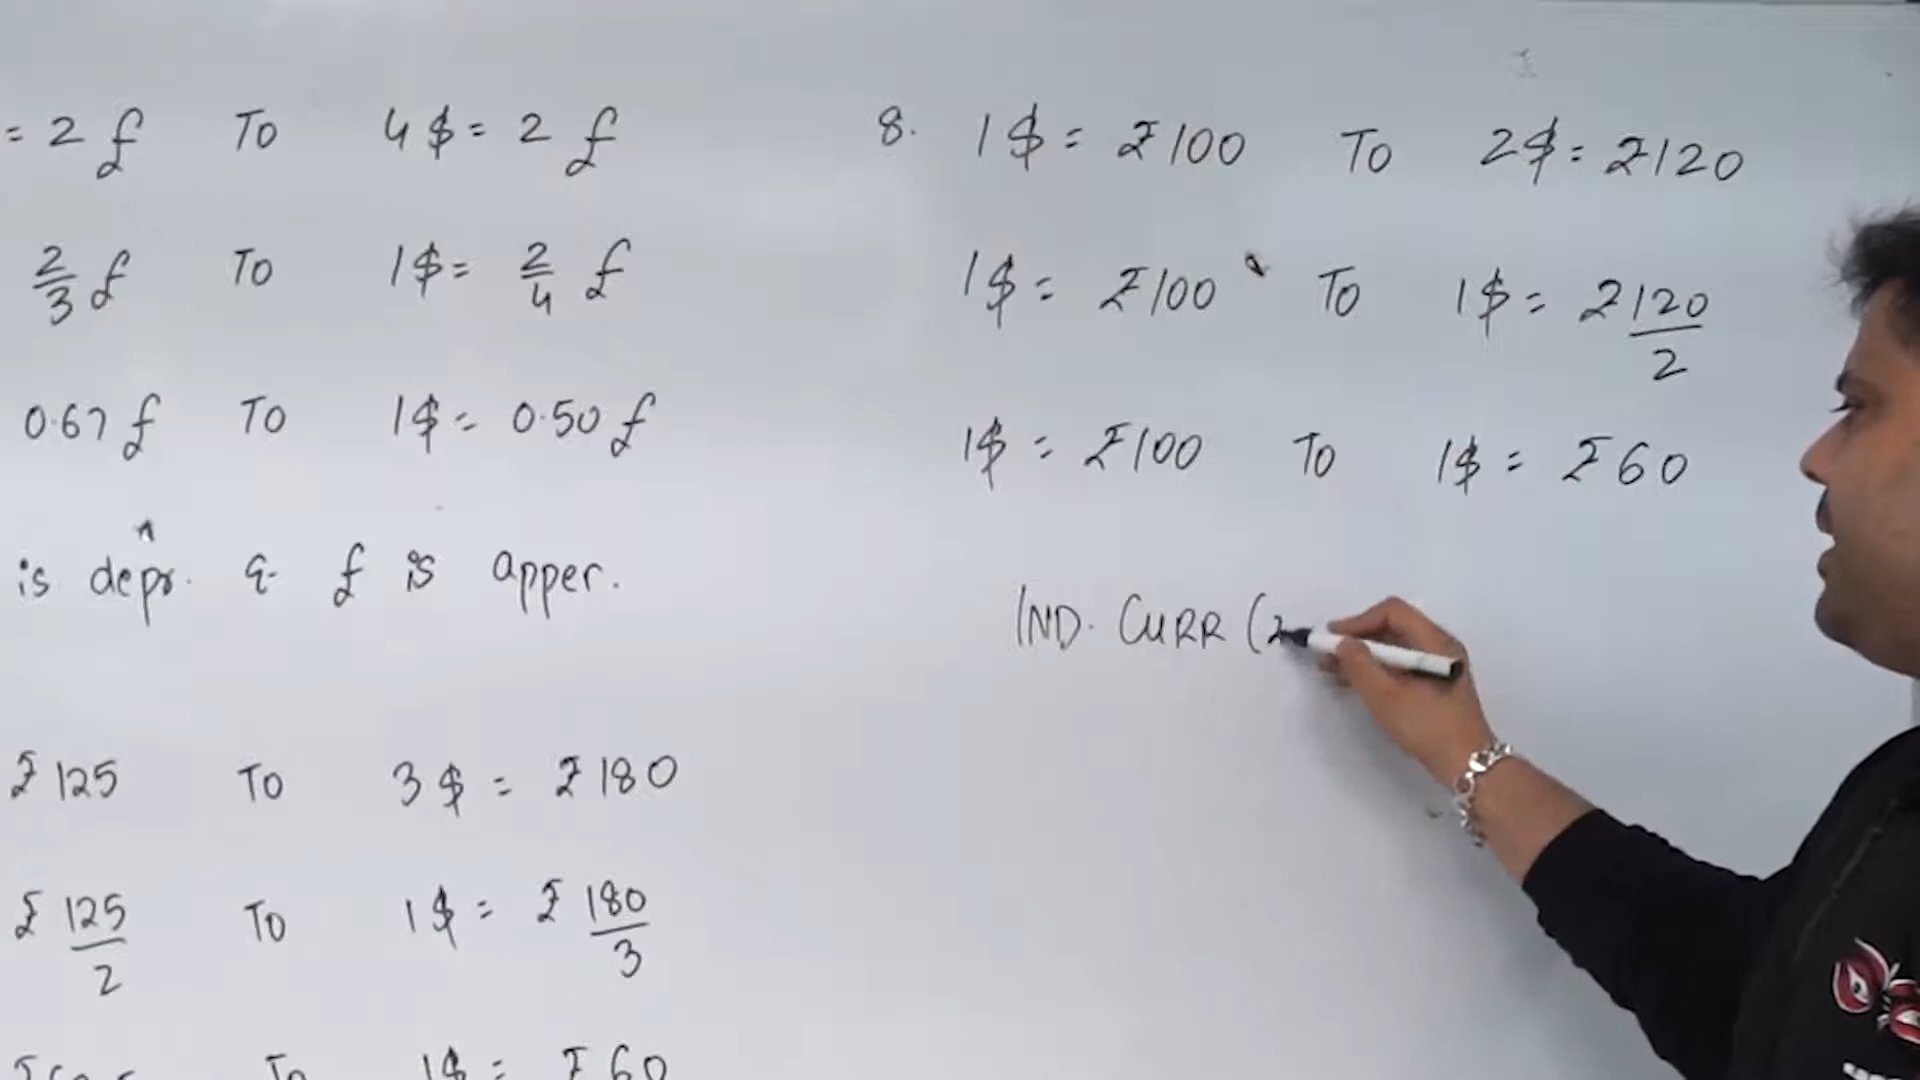 = 2 £ To 4 $ = 2 £
2/3 £ To 1 $ = 2/4 £
0.67 £ To 1 $ = 0.50 £
is depr. & £ is apper.
₹ 125 To 3 $ = ₹ 180
₹ 125/2 To 1 $ = ₹ 180/3
To 1 $ = ₹ 60
8. 1 $ = ₹ 100 To 2 $ = ₹ 120
1 $ = ₹ 100 To 1 $ = ₹ 120/2
1 $ = ₹ 100 To 1 $ = ₹ 60
IND. CURR (₹